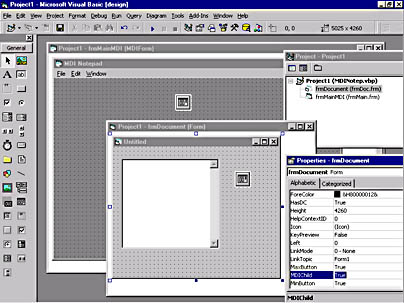 Project1 - Microsoft Visual Basic [design]
File Edit View Project Format Debug Run Query Diagram Tools Add-Ins Window Help
0, 0
5025 x 4260
General
Project1 - frmMainMDI (MDIForm)
MDI Notepad
File Edit Window
Project - Project1
Project1 (MDINotep.vbp)
frmDocument (frmDoc.frm)
frmMainMDI (frmMain.frm)
Project1 - frmDocument (Form)
Untitled
Properties - frmDocument
frmDocument Form
Alphabetic Categorized
ForeColor &H80000012&
HasDC True
Height 4260
HelpContextID 0
Icon (Icon)
KeyPreview False
Left 0
LinkMode 0 - None
LinkTopic Form1
MaxButton True
MDIChild True
MinButton True
MDIChild